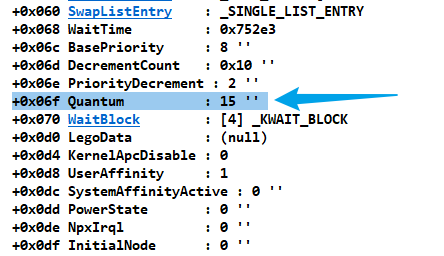 +0x060 SwapListEntry : _SINGLE_LIST_ENTRY
+0x068 WaitTime : 0x752e3
+0x06c BasePriority : 8 ''
+0x06d DecrementCount : 0x10 ''
+0x06e PriorityDecrement : 2 ''
+0x06f Quantum : 15 ''
+0x070 WaitBlock : [4] _KWAIT_BLOCK
+0x0d0 LegoData : (null)
+0x0d4 KernelApcDisable : 0
+0x0d8 UserAffinity : 1
+0x0dc SystemAffinityActive : 0 ''
+0x0dd PowerState : 0 ''
+0x0de NpxIrql : 0 ''
+0x0df InitialNode : 0 ''